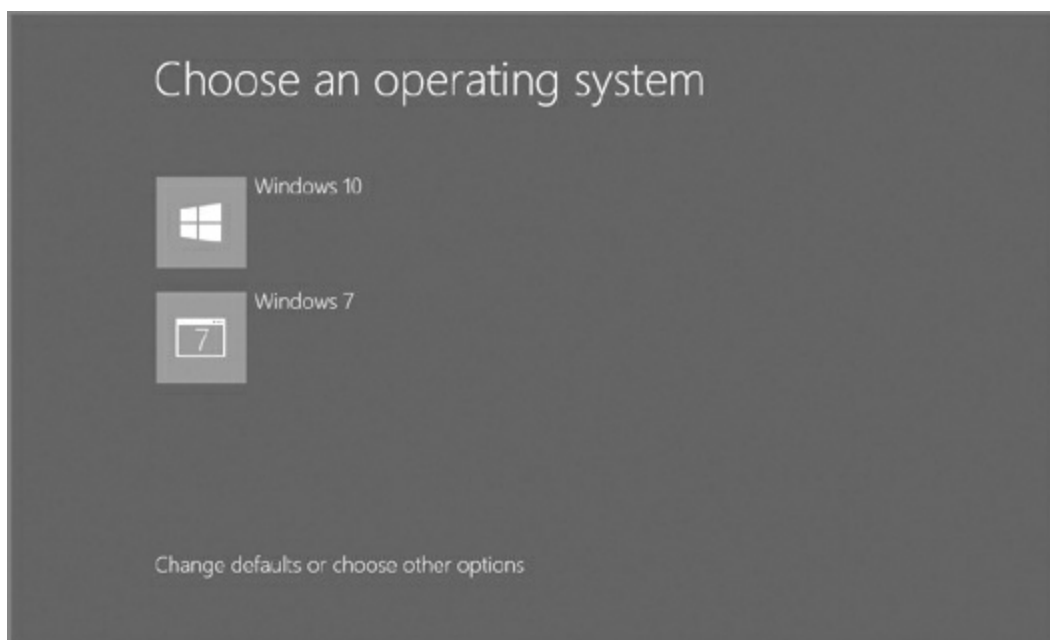 Choose an operating system
Windows 10
7
Windows 7
Change defaults or choose other options